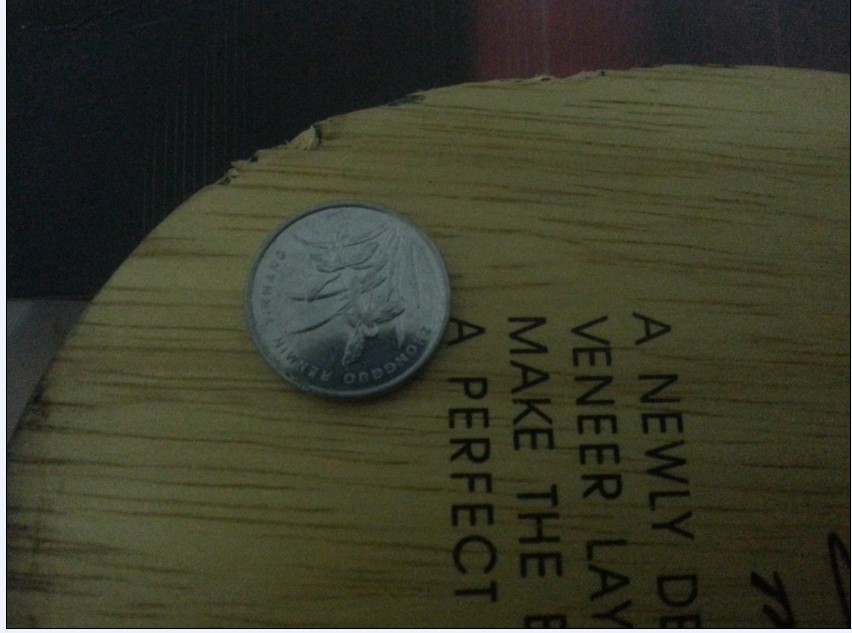 A NEWLY DE
VENEER LAY
MAKE THE B
A PERFECT
ZHONGGUO RENMIN YINHANG